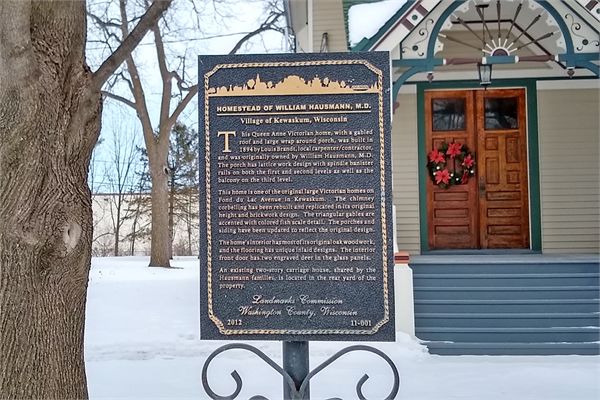 HOMESTEAD OF WILLIAM HAUSMANN, M.D.
Village of Kewaskum, Wisconsin
This Queen Anne Victorian home, with a gabled
roof and large wrap around porch, was built in
1894 by Louis Brandt, local carpenter/contractor,
and was originally owned by William Hausmann, M.D.
The porch has lattice work design with spindle banister
rails on both the first and second levels as well as the
balcony on the third level.
This home is one of the original large Victorian homes on
Fond du Lac Avenue in Kewaskum. The chimney
corbelling has been rebuilt and replicated in its original
height and brickwork design. The triangular gables are
accented with colored fish scale detail. The porches and
siding have been updated to reflect the original design.
The home's interior has most of its original oak woodwork,
and the flooring has unique inlaid designs. The interior
front door has two engraved deer in the glass panels.
An existing two-story carriage house, shared by the
Hausmann families, is located in the rear yard of the
property.
Landmarks Commission
Washington County, Wisconsin
2012 11-001